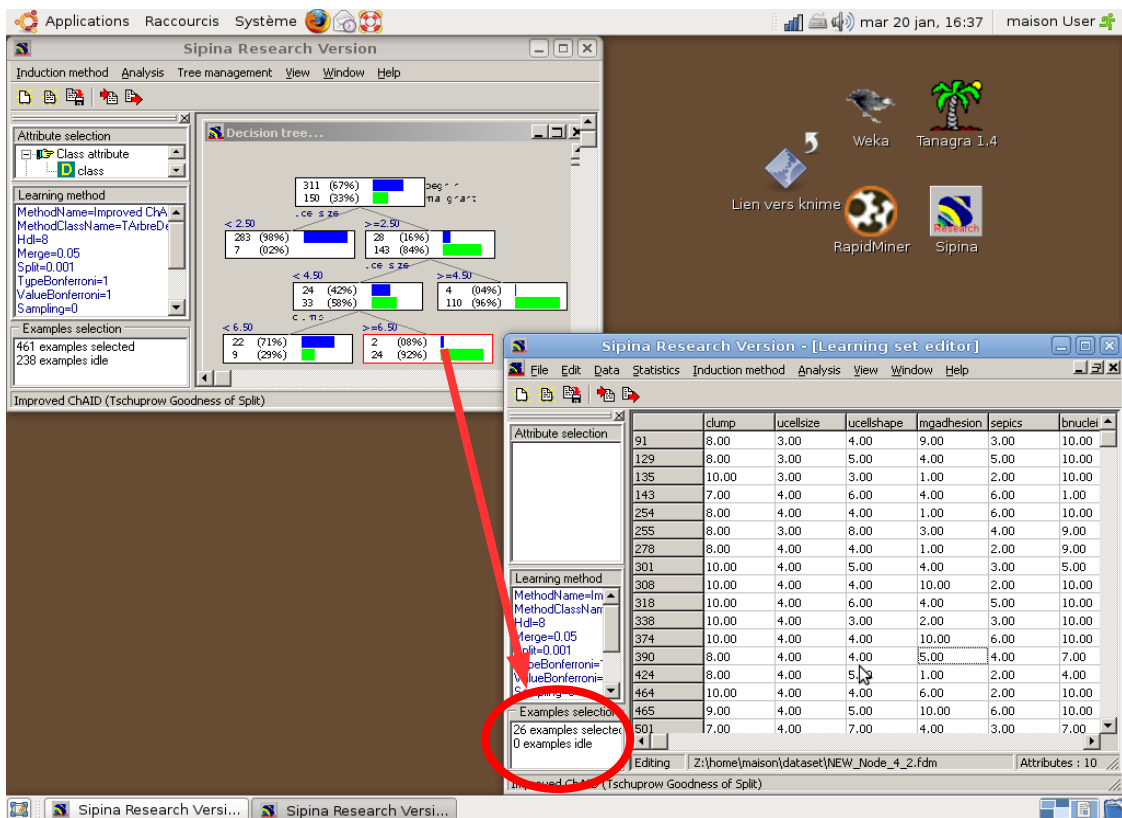 Applications Raccourcis Système
mar 20 jan, 16:37 maison User
Sipina Research Version
Induction method Analysis Tree management View Window Help
Attribute selection
Class attribute
D class
Learning method
MethodName=Improved ChA
MethodClassName=TArbreDe
Hdl=8
Merge=0.05
Split=0.001
TypeBonferroni=1
ValueBonferroni=1
Sampling=0
Examples selection
461 examples selected
238 examples idle
Improved ChAID (Tschuprow Goodness of Split)
Decision tree...
311 (67%)
150 (33%)
< 2.50 >=2.50
283 (98%) 28 (16%)
7 (02%) 143 (84%)
< 4.50 >=4.50
24 (42%) 4 (04%)
33 (58%) 110 (96%)
< 6.50 >=6.50
22 (71%) 2 (08%)
9 (29%) 24 (92%)
Weka
Tanagra 1.4
Lien vers knime
RapidMiner
Research
Sipina
Sipina Research Version - [Learning set editor]
File Edit Data Statistics Induction method Analysis View Window Help
Attribute selection
Learning method
MethodName=Im
MethodClassNam
Hdl=8
Merge=0.05
Split=0.001
TypeBonferroni=
ValueBonferroni=
Examples selection
26 examples selected
0 examples idle
clump ucellsize ucellshape mgadhesion sepics bnuclei
91 8.00 3.00 4.00 9.00 3.00 10.00
129 8.00 3.00 5.00 4.00 5.00 10.00
135 10.00 3.00 3.00 1.00 2.00 10.00
143 7.00 4.00 6.00 4.00 6.00 1.00
254 8.00 4.00 4.00 1.00 6.00 10.00
255 8.00 3.00 8.00 3.00 4.00 9.00
278 8.00 4.00 4.00 1.00 2.00 9.00
301 10.00 4.00 5.00 4.00 3.00 5.00
308 10.00 4.00 4.00 10.00 2.00 10.00
318 10.00 4.00 6.00 4.00 5.00 10.00
338 10.00 4.00 3.00 2.00 3.00 10.00
374 10.00 4.00 4.00 10.00 6.00 10.00
390 8.00 4.00 4.00 5.00 4.00 7.00
424 8.00 4.00 1.00 2.00 4.00
464 10.00 4.00 4.00 6.00 2.00 10.00
465 9.00 4.00 5.00 10.00 6.00 10.00
501 7.00 4.00 7.00 4.00 3.00 7.00
Editing Z:\home\maison\dataset\NEW_Node_4_2.fdm Attributes : 10
Improved ChAID (Tschuprow Goodness of Split)
Sipina Research Versi... Sipina Research Versi...